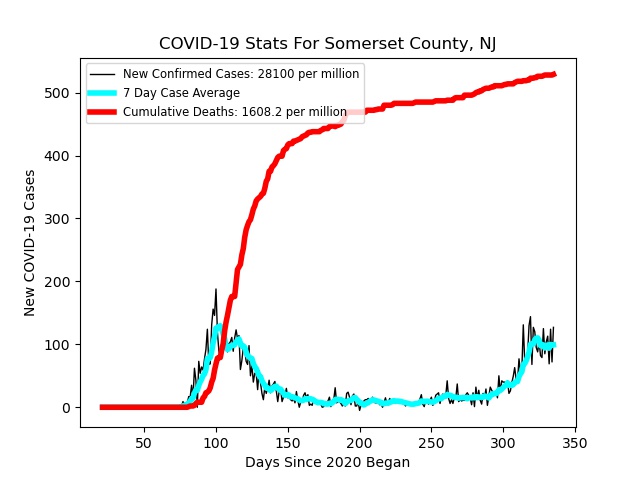 COVID-19 Stats For Somerset County, NJ
New Confirmed Cases: 28100 per million
7 Day Case Average
Cumulative Deaths: 1608.2 per million
New COVID-19 Cases
500
400
300
200
100
0
50 100 150 200 250 300 350
Days Since 2020 Began